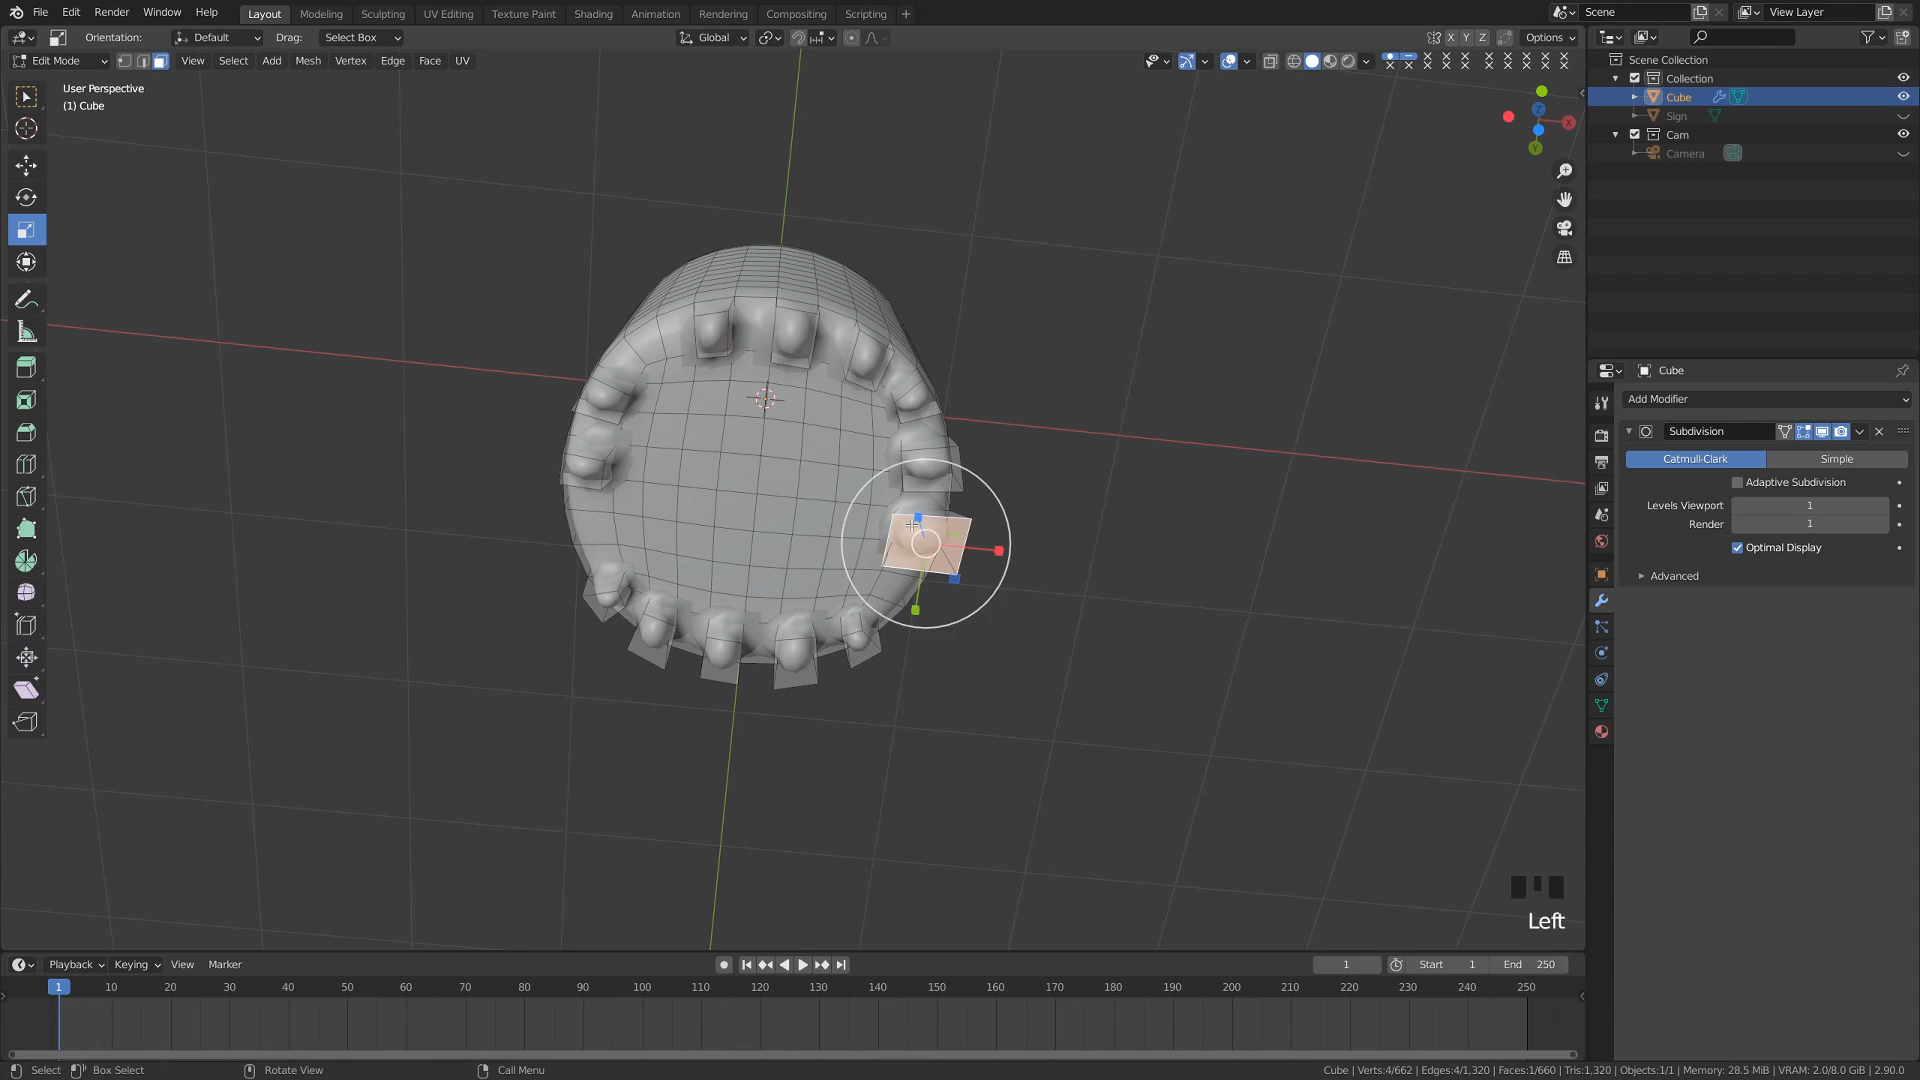 File Edit Render Window Help Layout Modeling Sculpting UV Editing Texture Paint Shading Animation Rendering Compositing Scripting + Scene View Layer
Orientation: Default Drag: Select Box Global X Y Z Options
Edit Mode View Select Add Mesh Vertex Edge Face UV
User Perspective
(1) Cube
Z
X
Y
Scene Collection
Collection
Cube
Sign
Cam
Camera
Cube
Add Modifier
Subdivision
Catmull-Clark Simple
Adaptive Subdivision
Levels Viewport 1
Render 1
Optimal Display
Advanced
Left
Playback Keying View Marker 1 Start 1 End 250
1 10 20 30 40 50 60 70 80 90 100 110 120 130 140 150 160 170 180 190 200 210 220 230 240 250
Select Box Select Rotate View Call Menu Cube | Verts:4/662 | Edges:4/1,320 | Faces:1/660 | Tris:1,320 | Objects:1/1 | Memory: 28.5 MiB | VRAM: 2.0/8.0 GiB | 2.90.0